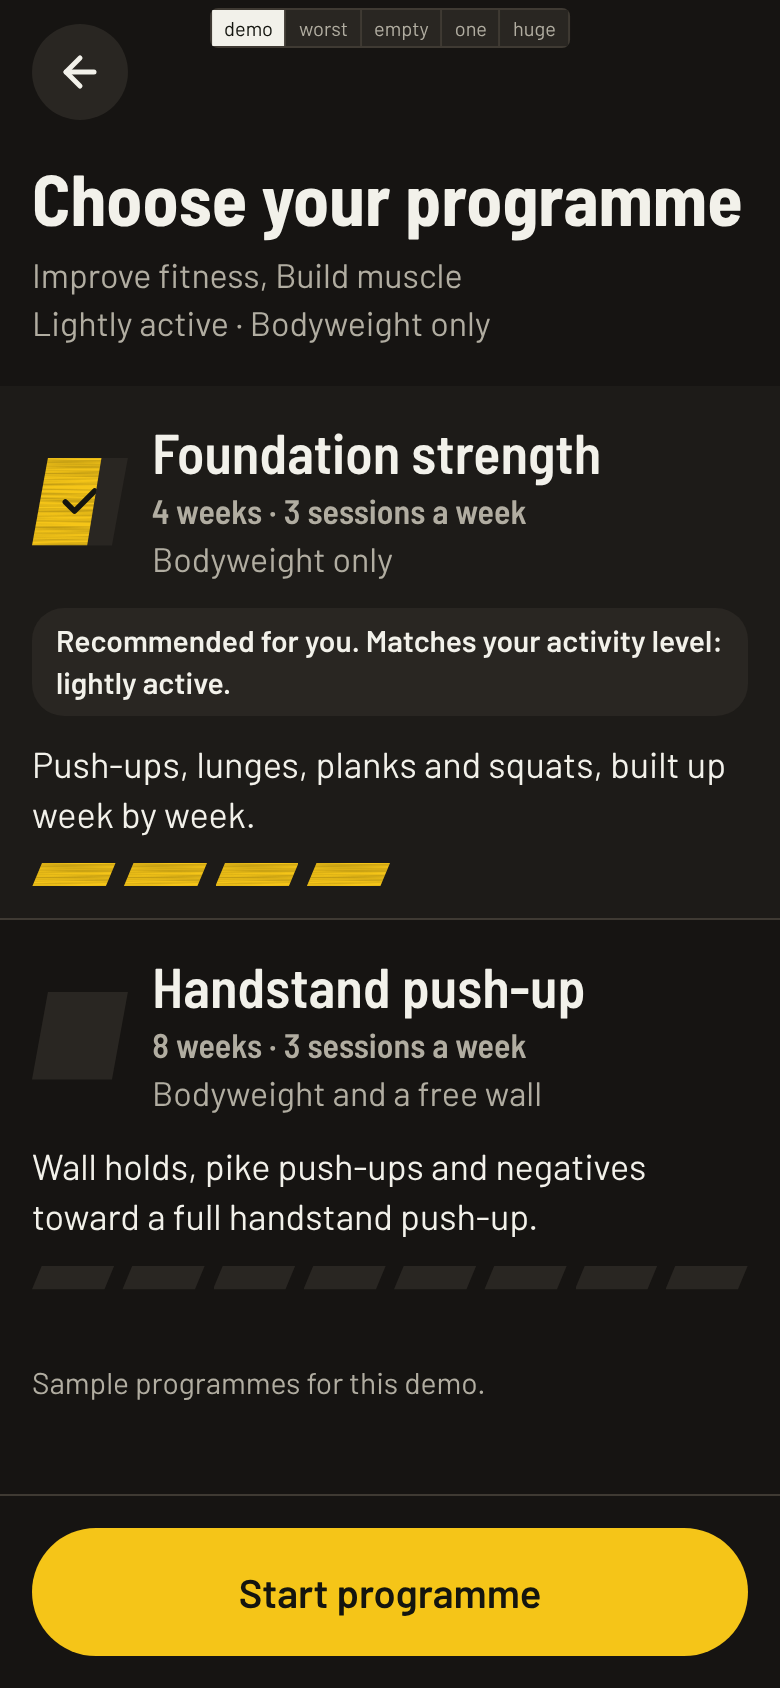 demo worst empty one huge
Choose your programme
Improve fitness, Build muscle
Lightly active · Bodyweight only
Foundation strength
4 weeks · 3 sessions a week
Bodyweight only
Recommended for you. Matches your activity level:
lightly active.
Push-ups, lunges, planks and squats, built up
week by week.
Handstand push-up
8 weeks · 3 sessions a week
Bodyweight and a free wall
Wall holds, pike push-ups and negatives
toward a full handstand push-up.
Sample programmes for this demo.
Start programme